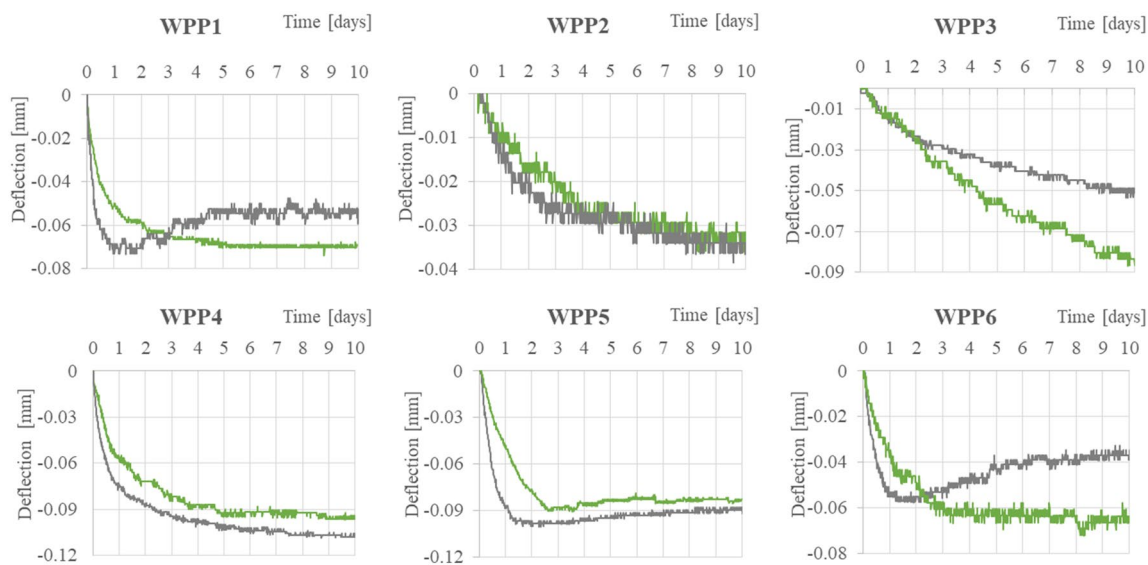 WPP1 Time [days]
0 1 2 3 4 5 6 7 8 9 10
Deflection [mm]
0
-0.02
-0.04
-0.06
-0.08
WPP2 Time [days]
0 1 2 3 4 5 6 7 8 9 10
Deflection [mm]
0
-0.01
-0.02
-0.03
-0.04
WPP3 Time [days]
0 1 2 3 4 5 6 7 8 9 10
Deflection [mm]
-0.01
-0.03
-0.05
-0.07
-0.09
WPP4 Time [days]
0 1 2 3 4 5 6 7 8 9 10
Deflection [mm]
0
-0.03
-0.06
-0.09
-0.12
WPP5 Time [days]
0 1 2 3 4 5 6 7 8 9 10
Deflection [mm]
0
-0.03
-0.06
-0.09
-0.12
WPP6 Time [days]
0 1 2 3 4 5 6 7 8 9 10
Deflection [mm]
0
-0.02
-0.04
-0.06
-0.08